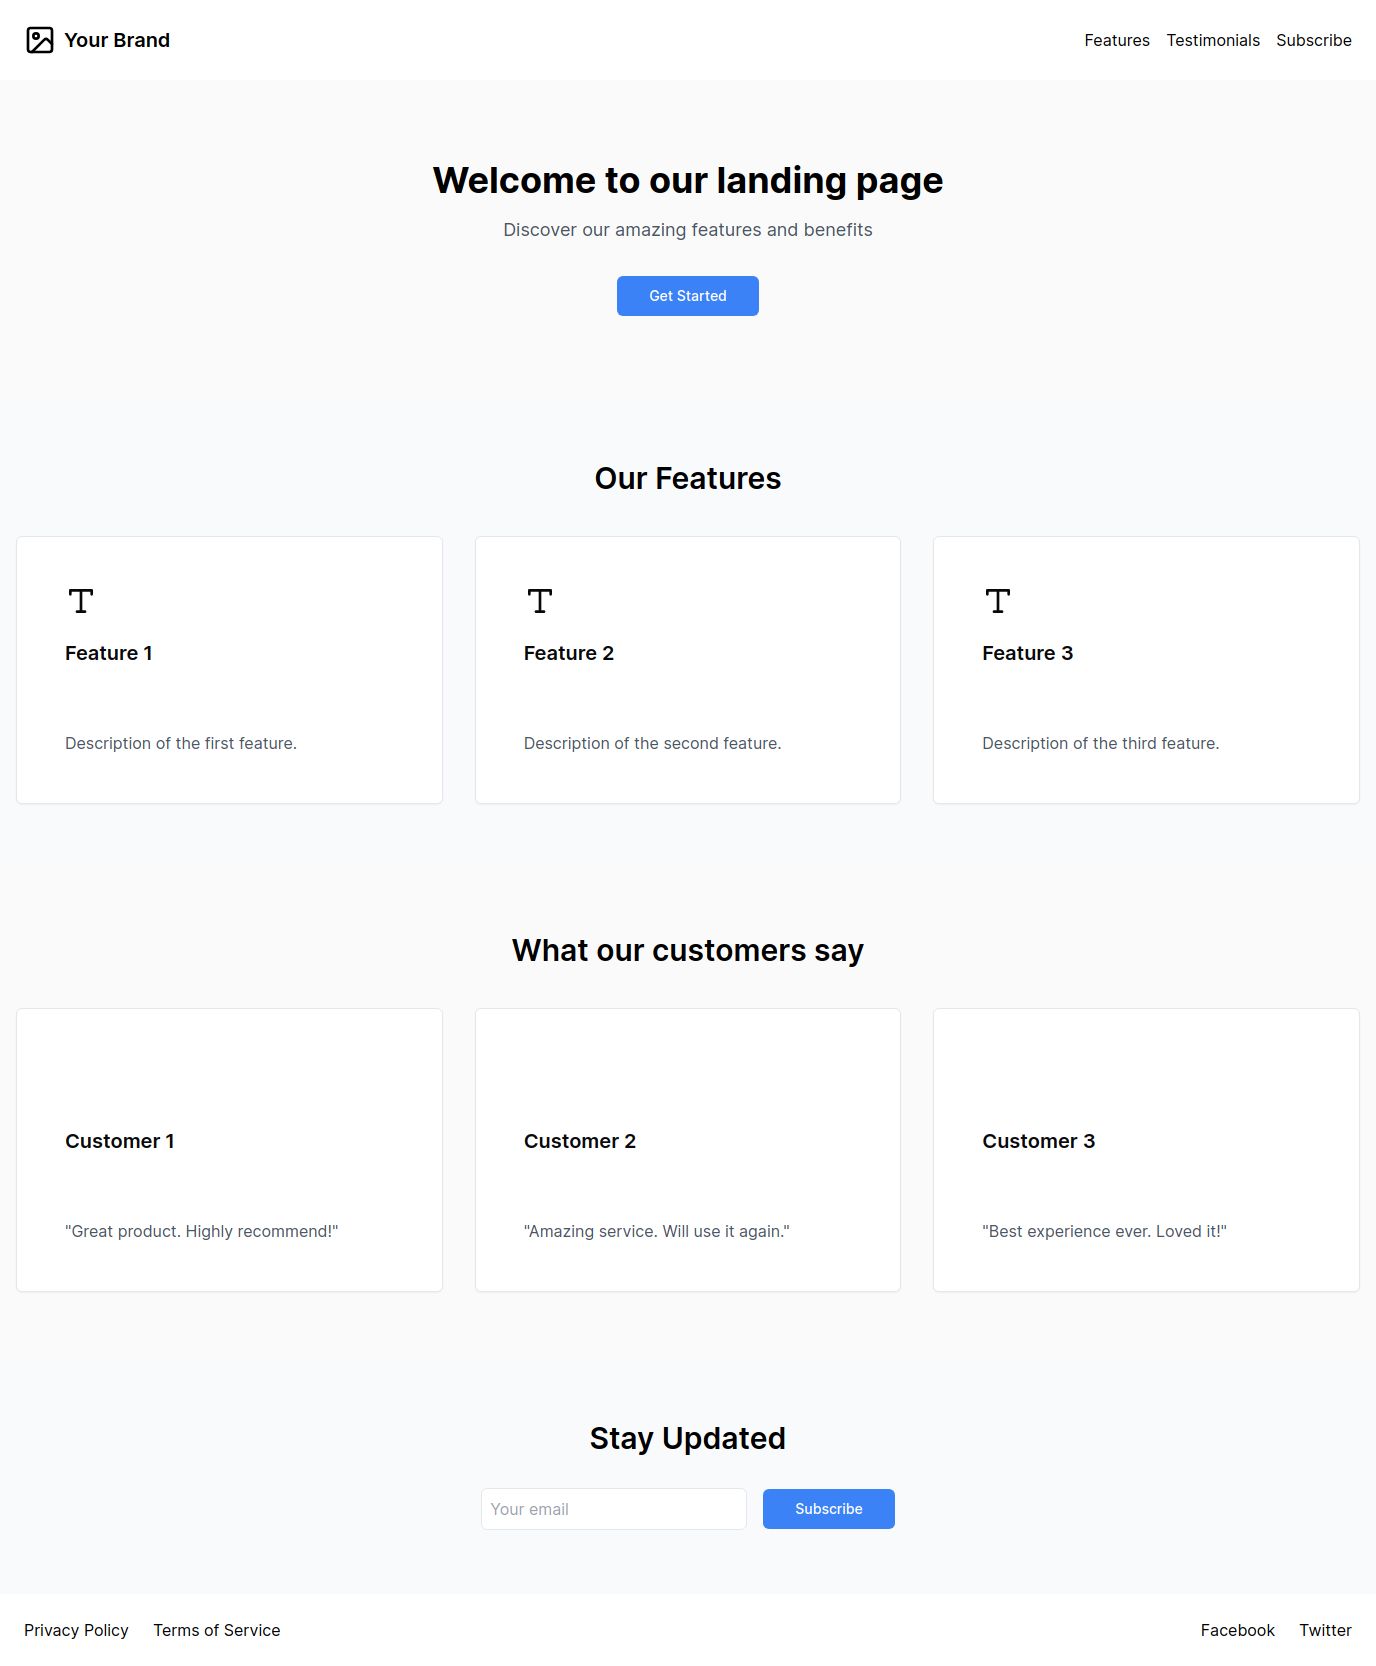 Your Brand
Features Testimonials Subscribe
Welcome to our landing page
Discover our amazing features and benefits
Get Started
Our Features
Feature 1
Description of the first feature.
Feature 2
Description of the second feature.
Feature 3
Description of the third feature.
What our customers say
Customer 1
"Great product. Highly recommend!"
Customer 2
"Amazing service. Will use it again."
Customer 3
"Best experience ever. Loved it!"
Stay Updated
Your email
Subscribe
Privacy Policy Terms of Service
Facebook Twitter